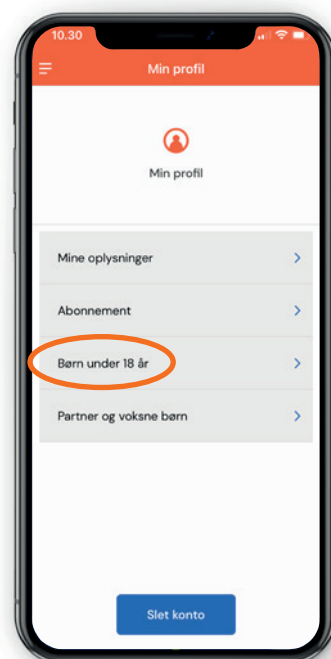 10.30
Min profil
Min profil
Mine oplysninger
Abonnement
Børn under 18 år
Partner og voksne børn
Slet konto